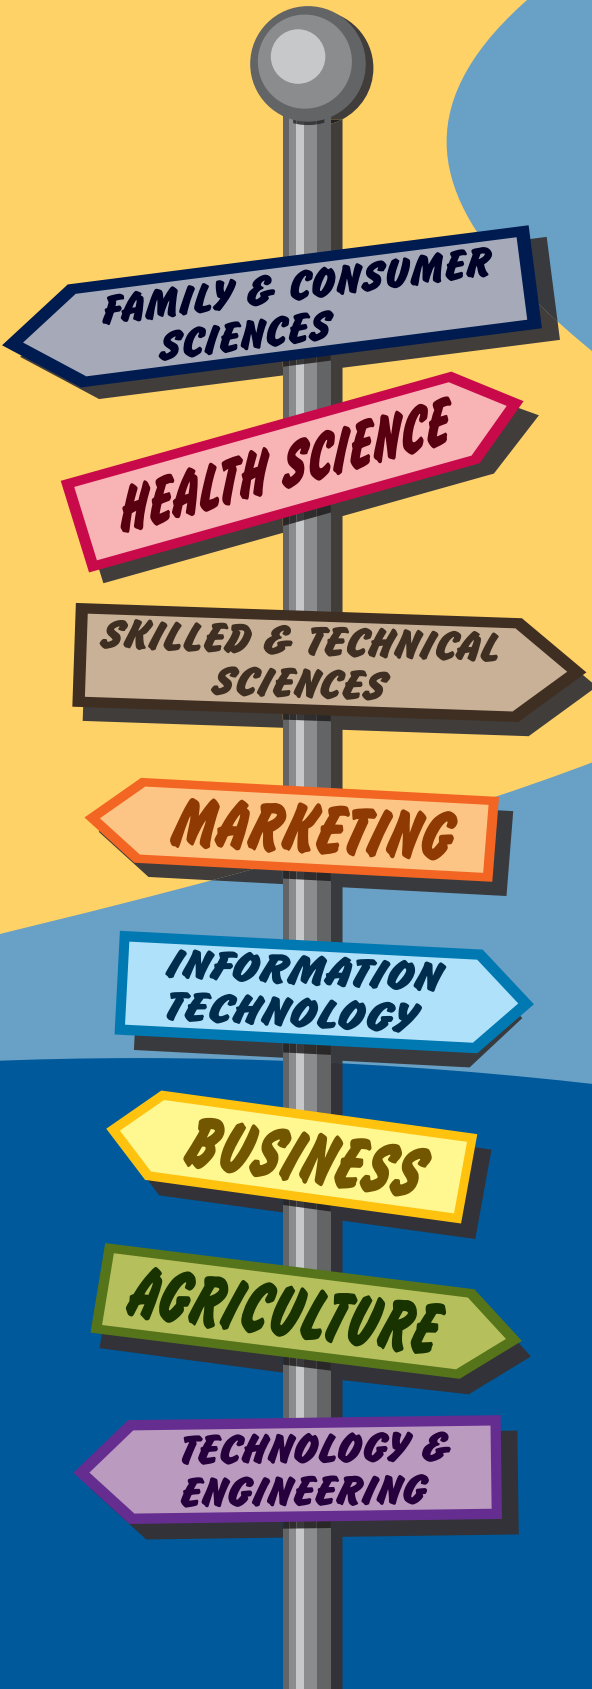 FAMILY & CONSUMER
SCIENCES
HEALTH SCIENCE
SKILLED & TECHNICAL
SCIENCES
MARKETING
INFORMATION
TECHNOLOGY
BUSINESS
AGRICULTURE
TECHNOLOGY &
ENGINEERING